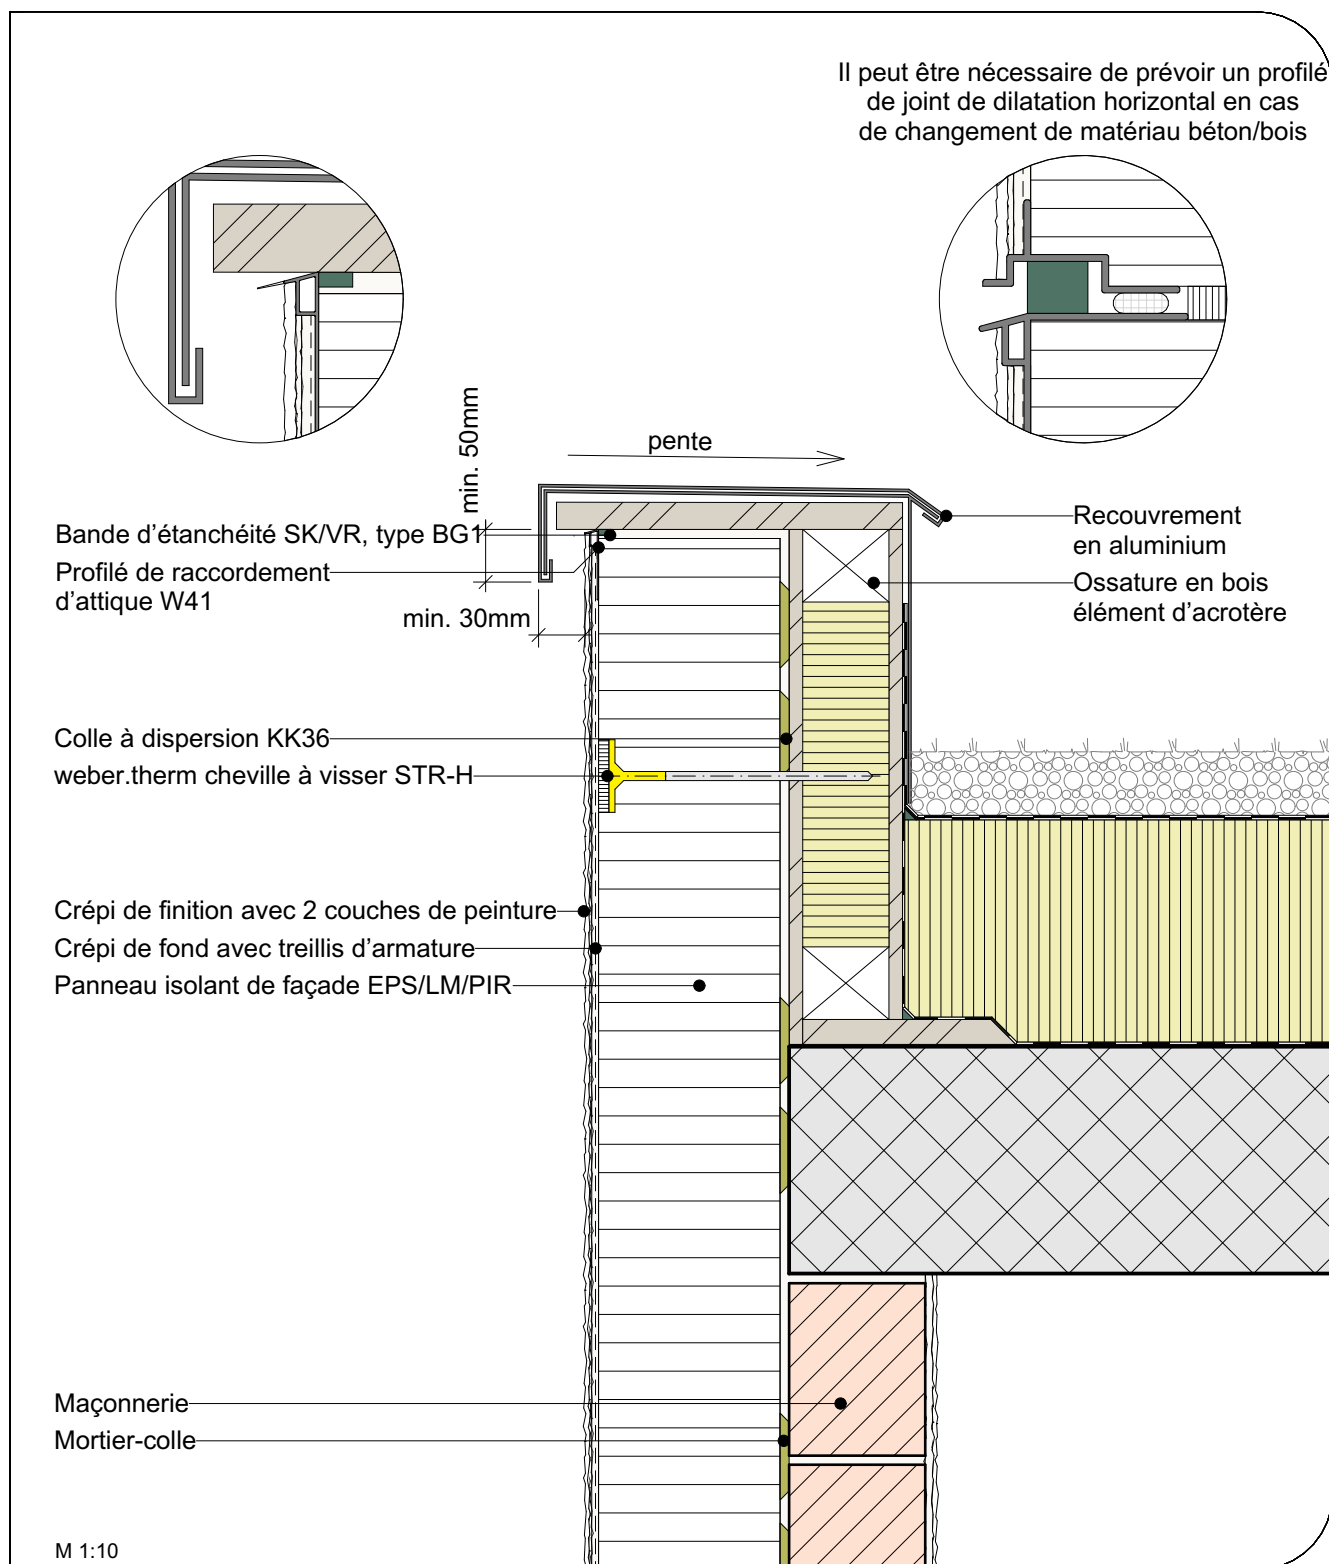 Il peut être nécessaire de prévoir un profilé
de joint de dilatation horizontal en cas
de changement de matériau béton/bois
min. 50mm
pente
Bande d'étanchéité SK/VR, type BG1
Profilé de raccordement
d'attique W41
min. 30mm
Recouvrement
en aluminium
Ossature en bois
élément d'acrotère
Colle à dispersion KK36
weber.therm cheville à visser STR-H
Crépi de finition avec 2 couches de peinture
Crépi de fond avec treillis d'armature
Panneau isolant de façade EPS/LM/PIR
Maçonnerie
Mortier-colle
M 1:10